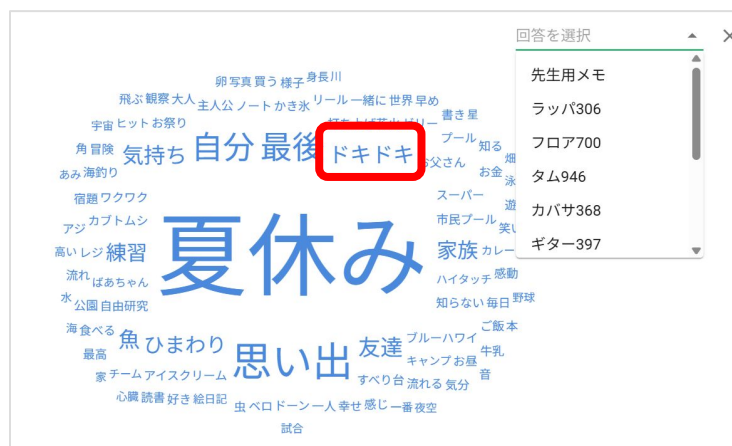 回答を選択
先生用メモ
ラッパ306
フロア700
タム946
カバサ368
ギター397
卵 写真 買う 様子 身長 川
飛ぶ 観察 大人 主人公 ノート かき氷 リール 一緒に 世界 早め
宇宙 ヒット お祭り 書き 星
角 冒険 気持ち 自分 最後 ドキドキ お父さん プール 知る 畑
あみ 海釣り お金 泳
宿題 ワクワク スーパー 遊
アジ カブトムシ 市民プール 笑い
高い レジ 練習 夏休み 家族 カレー
流れ ばあちゃん ハイタッチ 感動
水 公園 自由研究 知らない 毎日 野球
海 食べる 魚 ひまわり 思い出 友達 ブルーハワイ ご飯 本
最高 キャンプ お昼 牛乳
家 チーム アイスクリーム すべり台 流れる 気分 音
心臓 読書 好き 絵日記 虫 ベロ ドーン 一人 幸せ 感じ 一番 夜空
試合